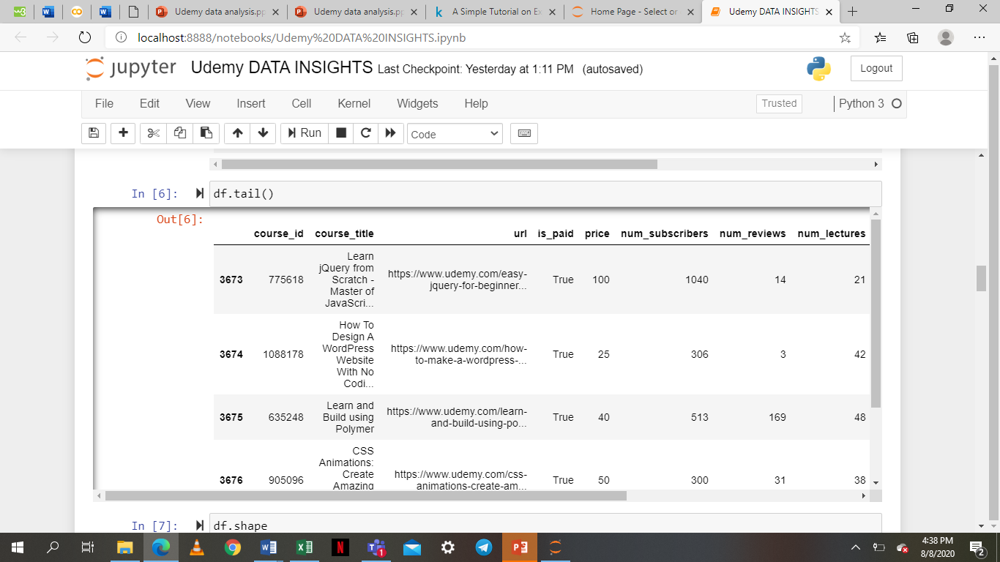 Udemy data analysis.pp
Udemy data analysis.pp
A Simple Tutorial on Ex
Home Page - Select or
Udemy DATA INSIGHTS
localhost:8888/notebooks/Udemy%20DATA%20INSIGHTS.ipynb
jupyter Udemy DATA INSIGHTS Last Checkpoint: Yesterday at 1:11 PM (autosaved)
Logout
File Edit View Insert Cell Kernel Widgets Help
Trusted
Python 3
Run
Code
In [6]: df.tail()
Out[6]:
course_id course_title url is_paid price num_subscribers num_reviews num_lectures
3673 775618
Learn
jQuery from
Scratch -
Master of
JavaScri...
https://www.udemy.com/easy-
jquery-for-beginner...
True 100 1040 14 21
3674 1088178
How To
Design A
WordPress
Website
With No
Codi...
https://www.udemy.com/how-
to-make-a-wordpress-...
True 25 306 3 42
3675 635248
Learn and
Build using
Polymer
https://www.udemy.com/learn-
and-build-using-po...
True 40 513 169 48
3676 905096
CSS
Animations:
Create
Amazing
https://www.udemy.com/css-
animations-create-am...
True 50 300 31 38
In [7]: df.shape
4:38 PM
8/8/2020